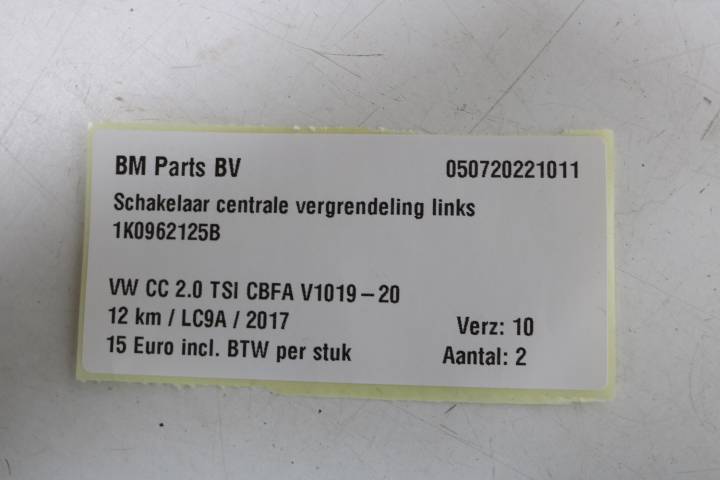 BM Parts BV 050720221011
Schakelaar centrale vergrendeling links
1K0962125B
VW CC 2.0 TSI CBFA V1019-20
12 km / LC9A / 2017 Verz: 10
15 Euro incl. BTW per stuk Aantal: 2